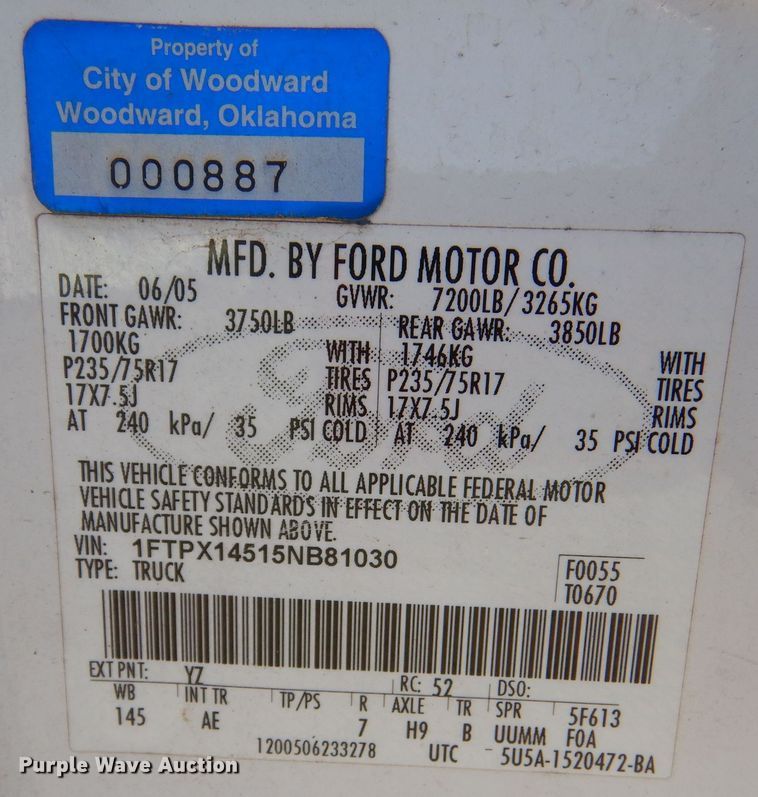 Property of
City of Woodward
Woodward, Oklahoma
000887
MFD. BY FORD MOTOR CO.
DATE: 06/05 GVWR: 7200LB/3265KG
FRONT GAWR: 3750LB REAR GAWR: 3850LB
1700KG WITH 1746KG WITH
P235/75R17 TIRES P235/75R17 TIRES
17X7.5J RIMS 17X7.5J RIMS
AT 240 kPa/ 35 PSI COLD AT 240 kPa/ 35 PSI COLD
Ford
THIS VEHICLE CONFORMS TO ALL APPLICABLE FEDERAL MOTOR
VEHICLE SAFETY STANDARDS IN EFFECT ON THE DATE OF
MANUFACTURE SHOWN ABOVE.
VIN: 1FTPX14515NB81030
TYPE: TRUCK
F0055
T0670
EXT PNT: YZ RC: 52 DSO:
WB INT TR TP/PS R AXLE TR SPR 5F613
145 AE 7 H9 B UUMM F0A
1200506233278 UTC 5U5A-1520472-BA
Purple Wave Auction